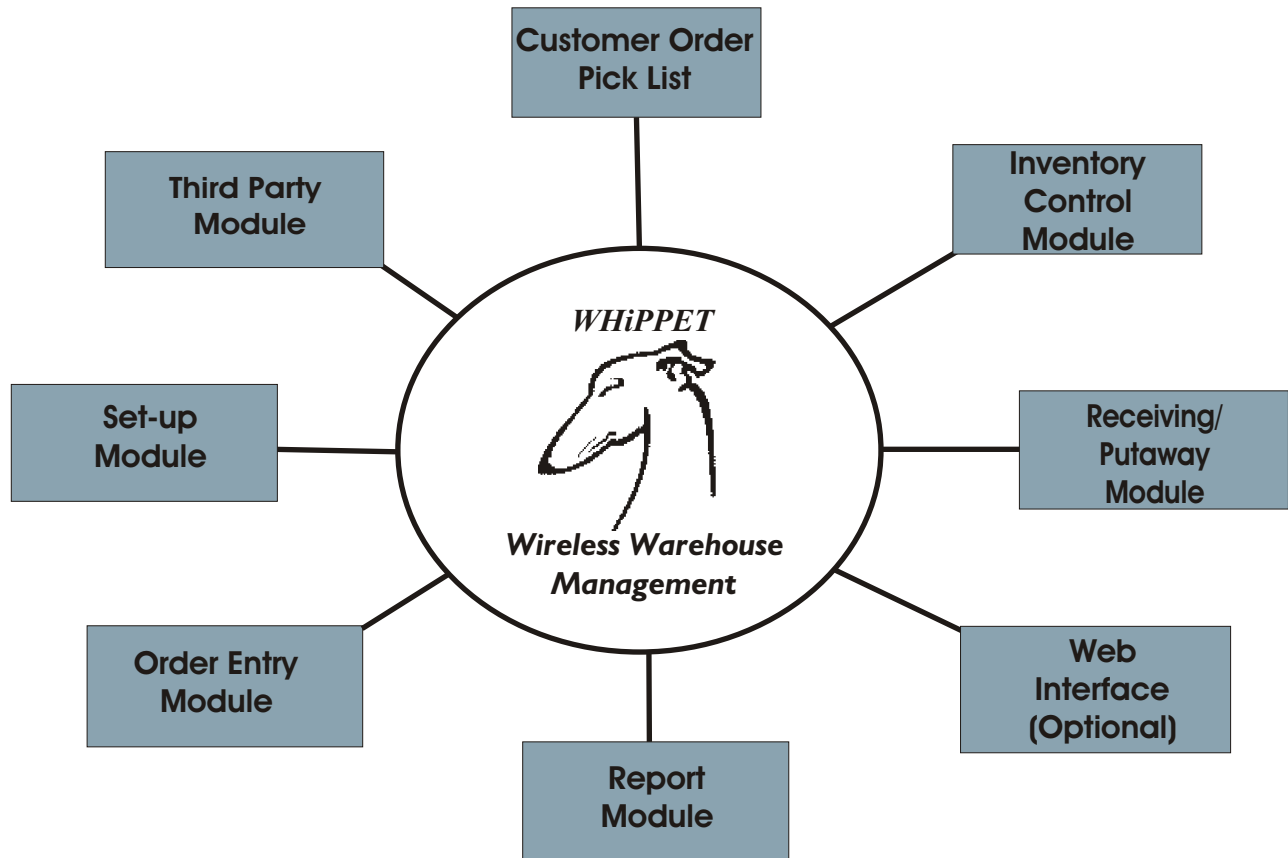 Customer Order
Pick List
Third Party
Module
Inventory
Control
Module
WHiPPET
Set-up
Module
Receiving/
Putaway
Module
Wireless Warehouse
Management
Order Entry
Module
Web
Interface
(Optional)
Report
Module